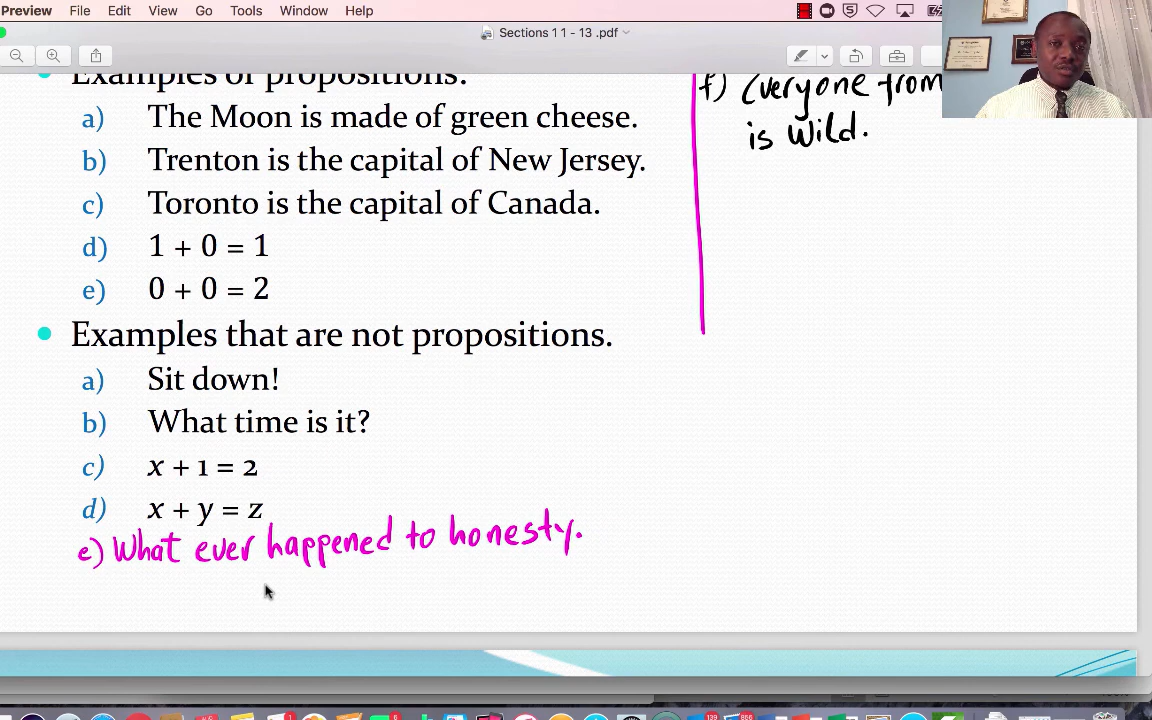 Preview File Edit View Go Tools Window Help
Sections 11 - 13 .pdf
Examples of propositions.
a) The Moon is made of green cheese.
b) Trenton is the capital of New Jersey.
c) Toronto is the capital of Canada.
d) 1 + 0 = 1
e) 0 + 0 = 2
f) Everyone from
is Wild.
Examples that are not propositions.
a) Sit down!
b) What time is it?
c) x + 1 = 2
d) x + y = z
e) What ever happened to honesty.
139
866